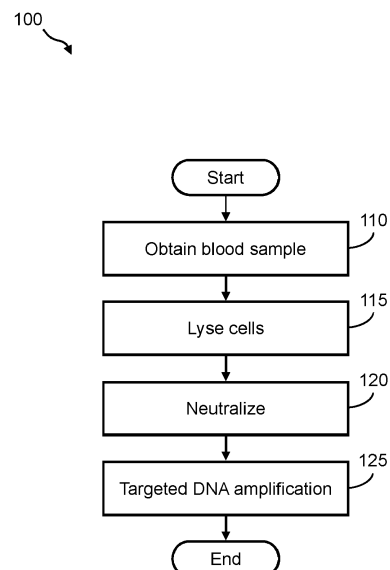 100
Start
Obtain blood sample
110
Lyse cells
115
Neutralize
120
Targeted DNA amplification
125
End